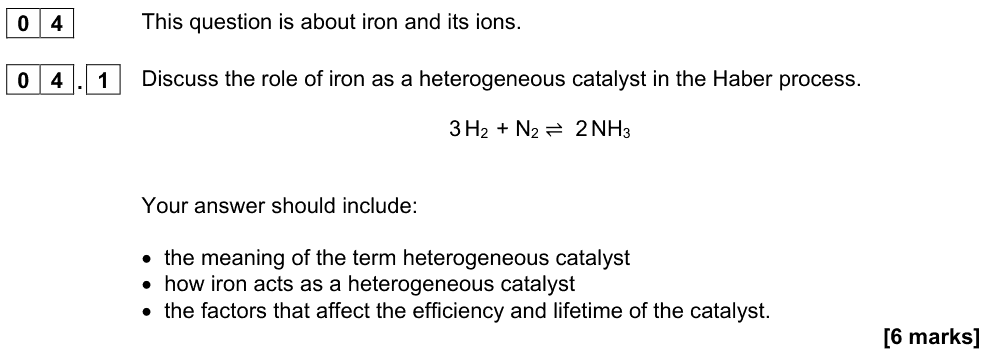 0 4 This question is about iron and its ions.
0 4 . 1 Discuss the role of iron as a heterogeneous catalyst in the Haber process.
3 H₂ + N₂ ⇌ 2 NH₃
Your answer should include:
• the meaning of the term heterogeneous catalyst
• how iron acts as a heterogeneous catalyst
• the factors that affect the efficiency and lifetime of the catalyst.
[6 marks]